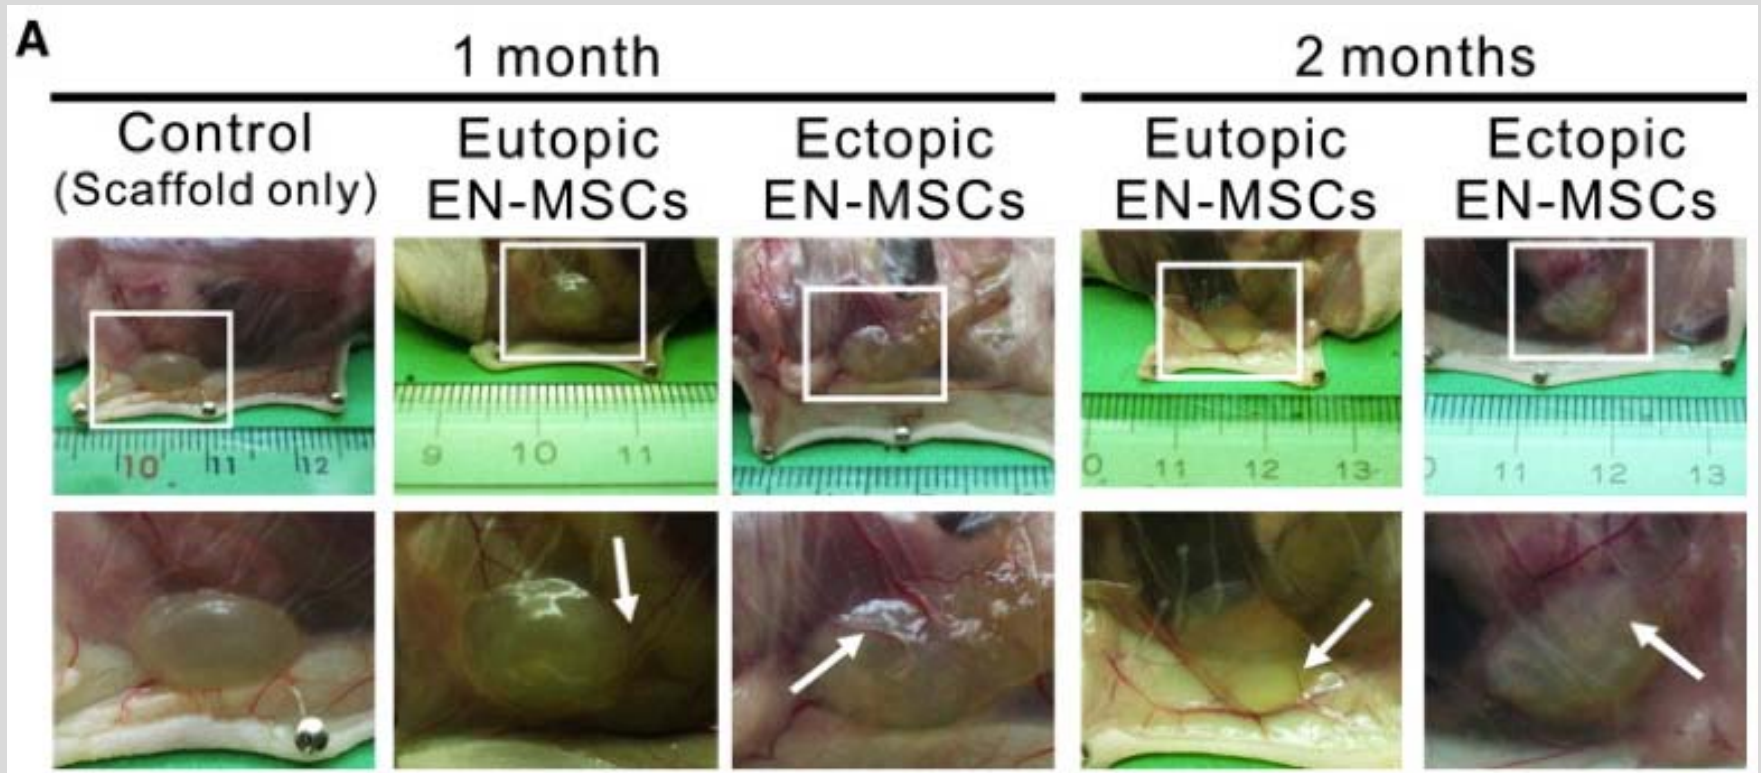 A
1 month
2 months
Control
(Scaffold only)
Eutopic
EN-MSCs
Ectopic
EN-MSCs
Eutopic
EN-MSCs
Ectopic
EN-MSCs
10 11 12
9 10 11
0 11 12 13
11 12 13